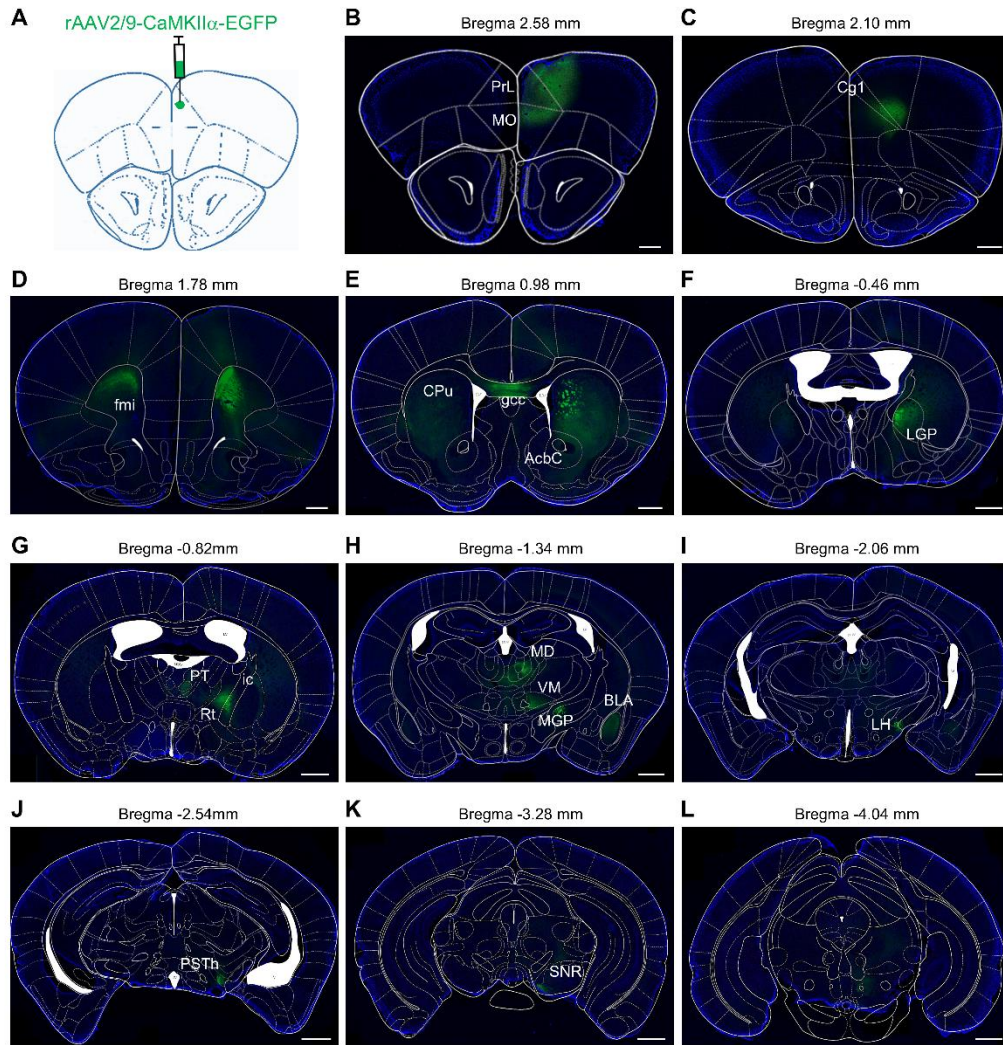 A
rAAV2/9-CaMKIIα-EGFP
B
Bregma 2.58 mm
PrL
MO
C
Bregma 2.10 mm
Cg1
D
Bregma 1.78 mm
fmi
E
Bregma 0.98 mm
CPu
gcc
AcbC
F
Bregma -0.46 mm
LGP
G
Bregma -0.82mm
PT
ic
Rt
H
Bregma -1.34 mm
MD
VM
MGP
BLA
I
Bregma -2.06 mm
LH
J
Bregma -2.54mm
PSTh
K
Bregma -3.28 mm
SNR
L
Bregma -4.04 mm